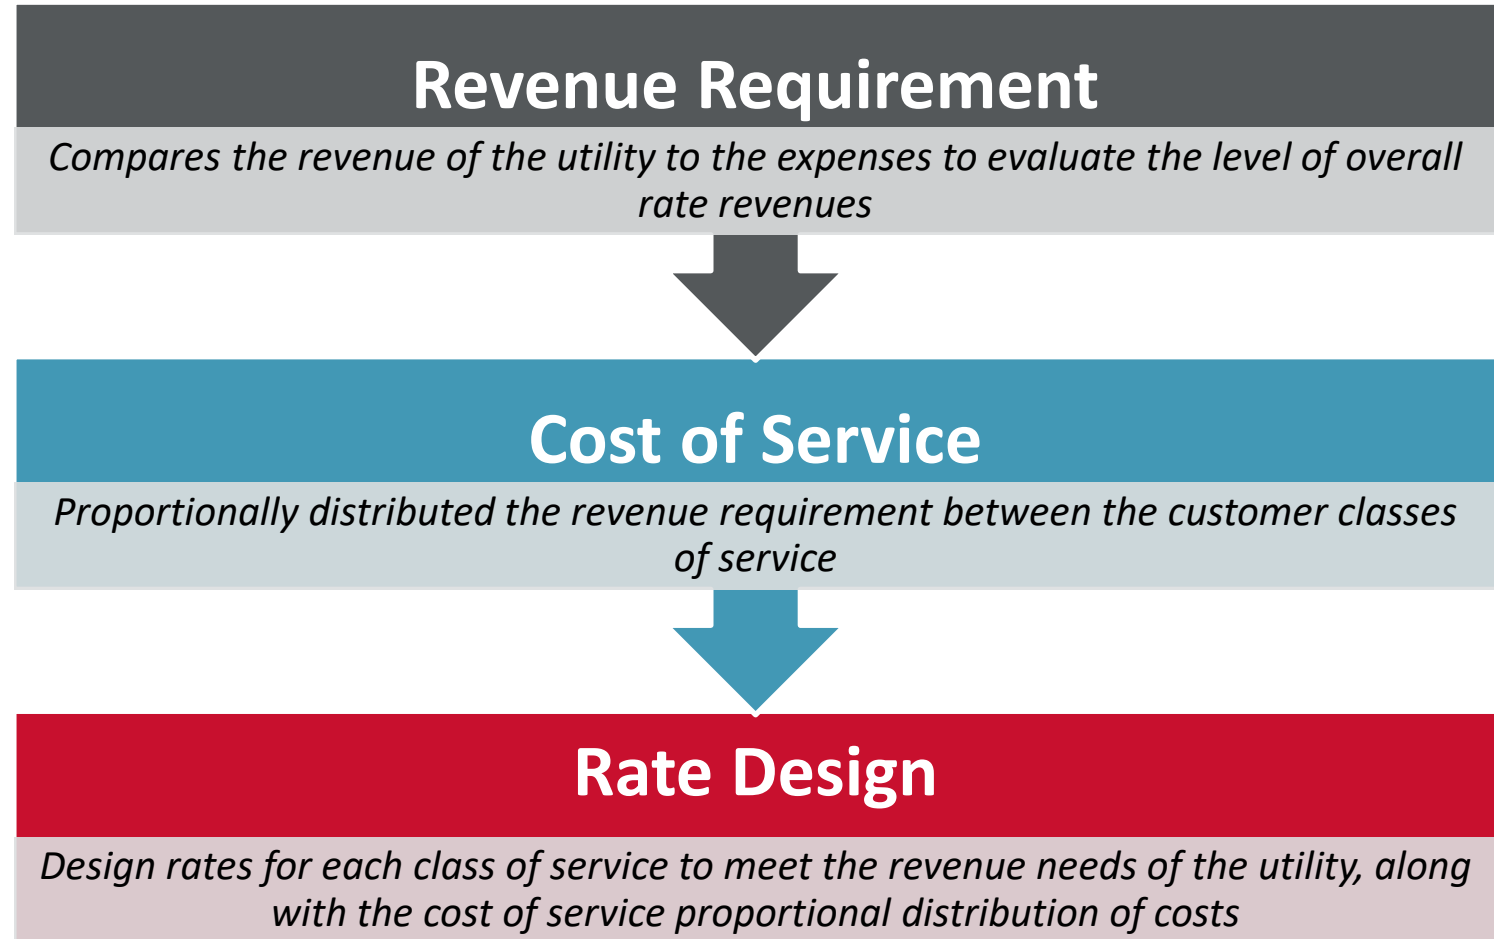 Revenue Requirement
Compares the revenue of the utility to the expenses to evaluate the level of overall
rate revenues
Cost of Service
Proportionally distributed the revenue requirement between the customer classes
of service
Rate Design
Design rates for each class of service to meet the revenue needs of the utility, along
with the cost of service proportional distribution of costs